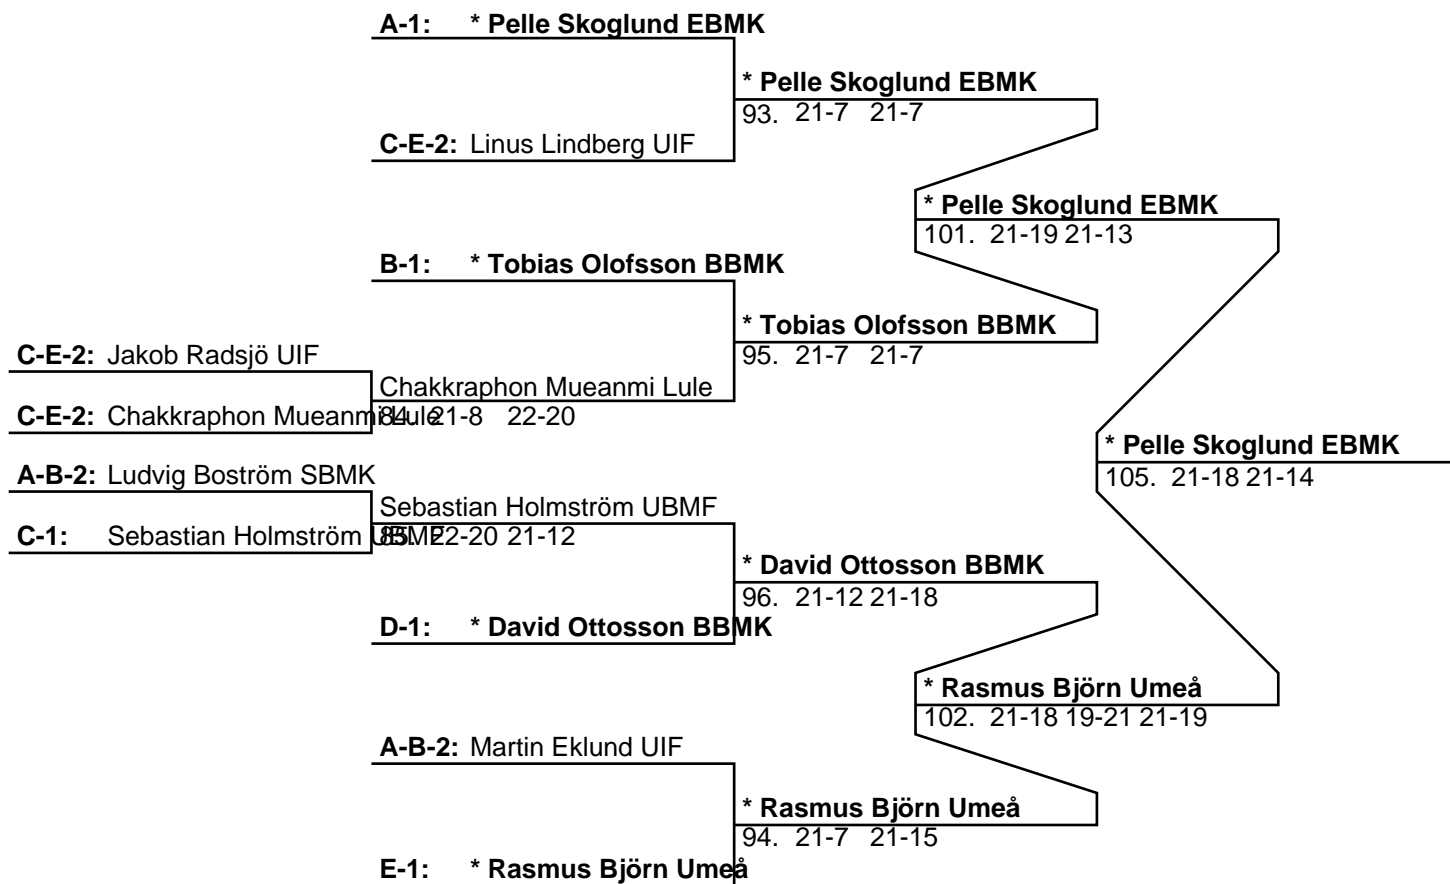 A-1: * Pelle Skoglund EBMK
* Pelle Skoglund EBMK
93. 21-7 21-7
C-E-2: Linus Lindberg UIF
* Pelle Skoglund EBMK
101. 21-19 21-13
B-1: * Tobias Olofsson BBMK
* Tobias Olofsson BBMK
95. 21-7 21-7
C-E-2: Jakob Radsjö UIF
Chakkraphon Mueanmi Lule
C-E-2: Chakkraphon Mueanmi Lule
84. 21-8 22-20
* Pelle Skoglund EBMK
105. 21-18 21-14
A-B-2: Ludvig Boström SBMK
Sebastian Holmström UBMF
C-1: Sebastian Holmström UBMF
85. 22-20 21-12
* David Ottosson BBMK
96. 21-12 21-18
D-1: * David Ottosson BBMK
* Rasmus Björn Umeå
102. 21-18 19-21 21-19
A-B-2: Martin Eklund UIF
* Rasmus Björn Umeå
94. 21-7 21-15
E-1: * Rasmus Björn Umeå